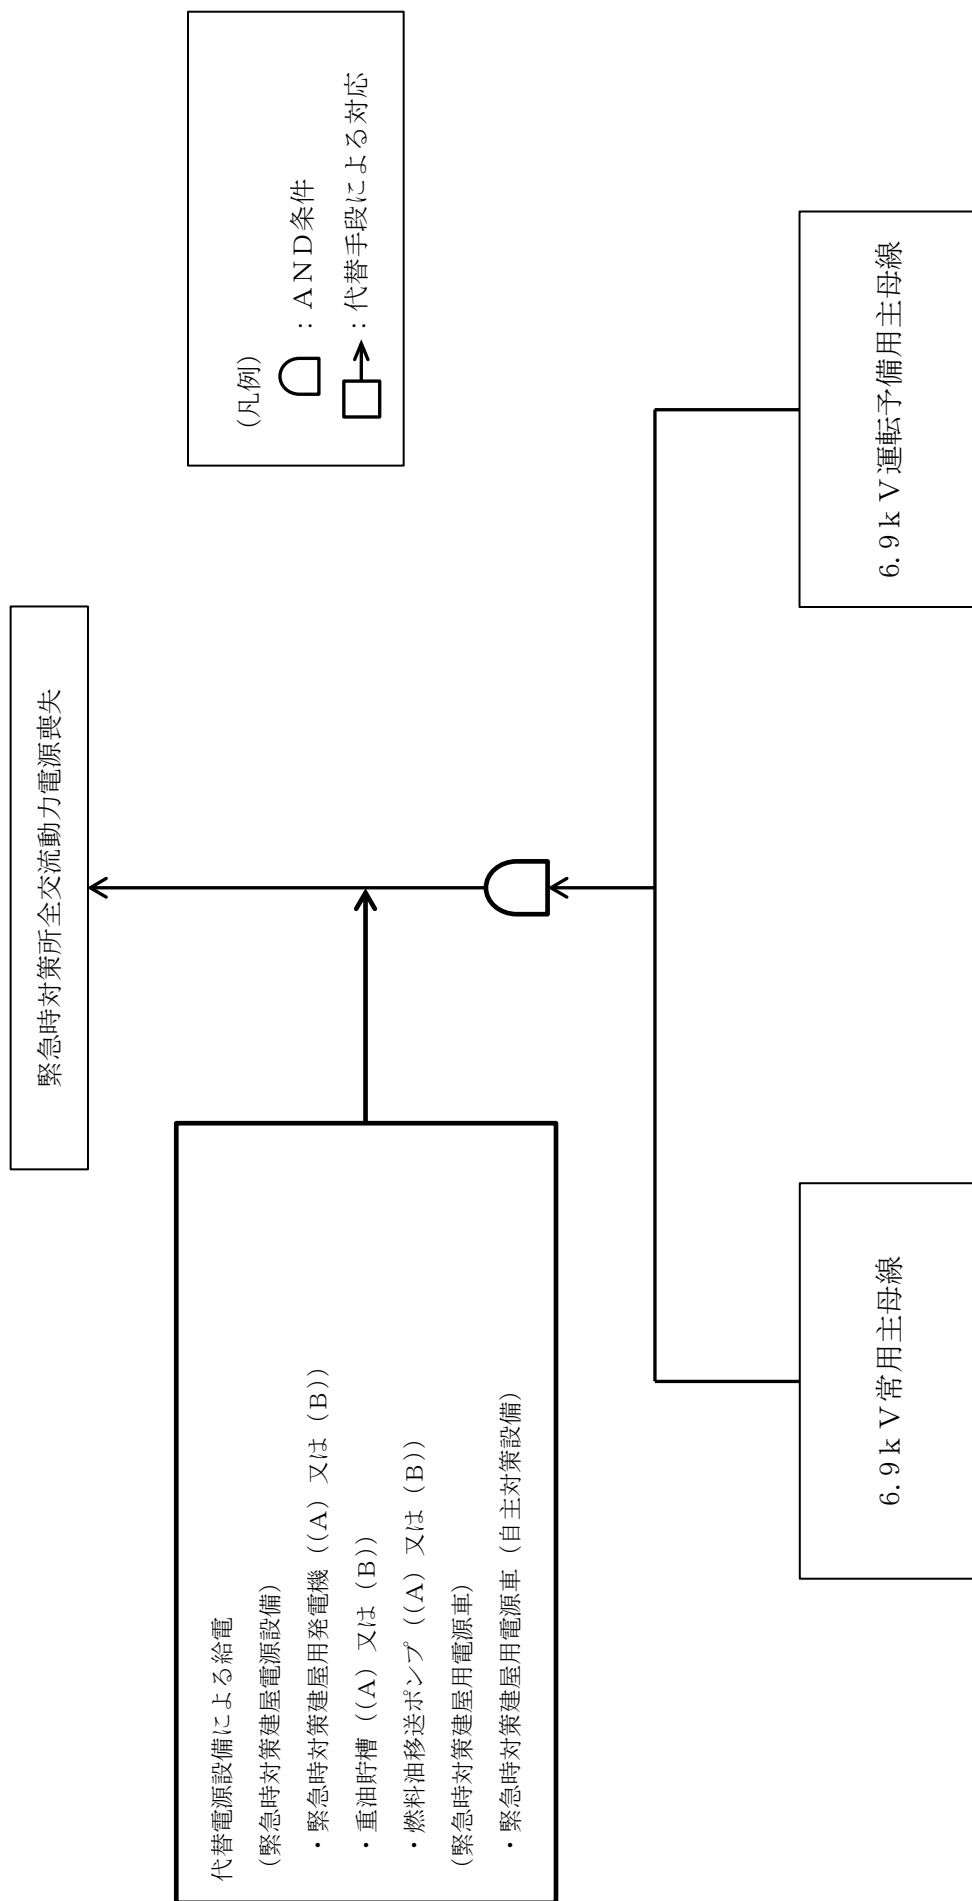 緊急時対策所全交流動力電源喪失
代替電源設備による給電
（緊急時対策建屋電源設備）
・緊急時対策建屋用発電機（（Ａ）又は（Ｂ））
・重油貯槽（（Ａ）又は（Ｂ））
・燃料油移送ポンプ（（Ａ）又は（Ｂ））
（緊急時対策建屋用電源車）
・緊急時対策建屋用電源車（自主対策設備）
（凡例）
：ＡＮＤ条件
：代替手段による対応
６.９ｋＶ常用主母線
６.９ｋＶ運転予備用主母線